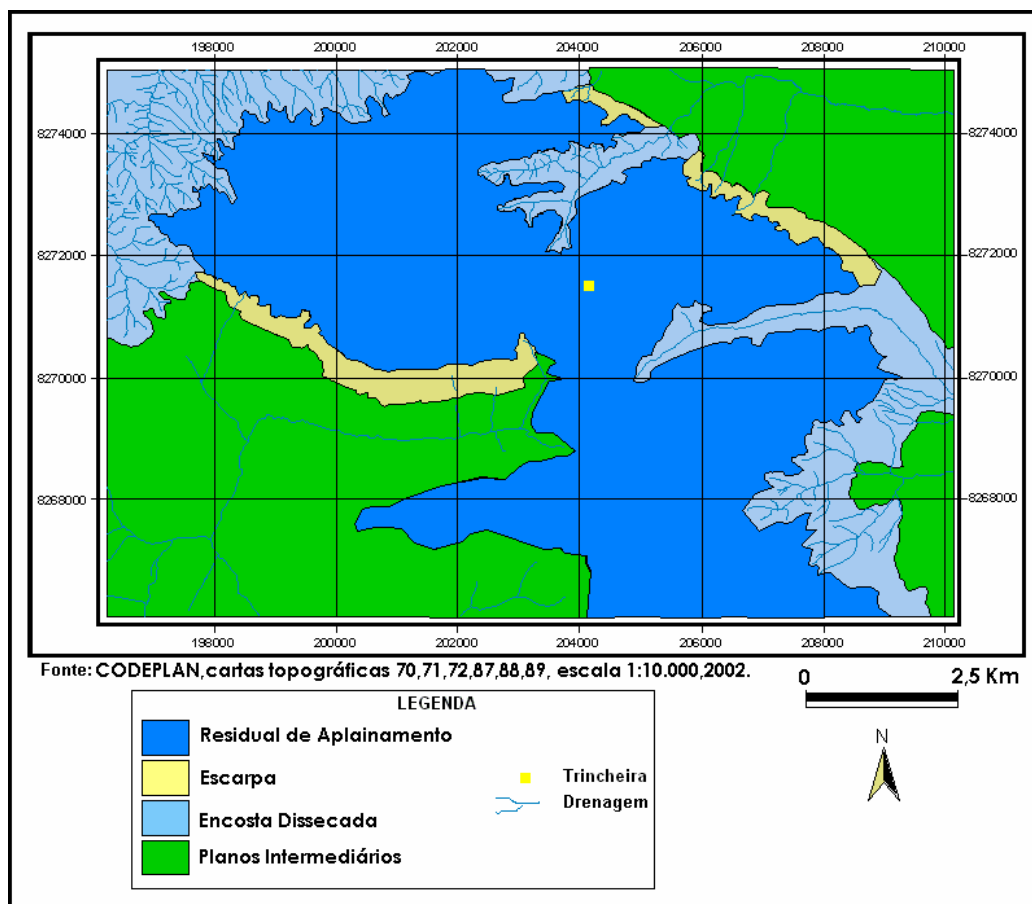 198000 200000 202000 204000 206000 208000 210000
8274000 8274000
8272000 8272000
8270000 8270000
8268000 8268000
198000 200000 202000 204000 206000 208000 210000
Fonte: CODEPLAN,cartas topográficas 70,71,72,87,88,89, escala 1:10.000,2002.
0 2,5 Km
LEGENDA
Residual de Aplainamento
Escarpa
Encosta Dissecada
Planos Intermediários
Trincheira
Drenagem
N